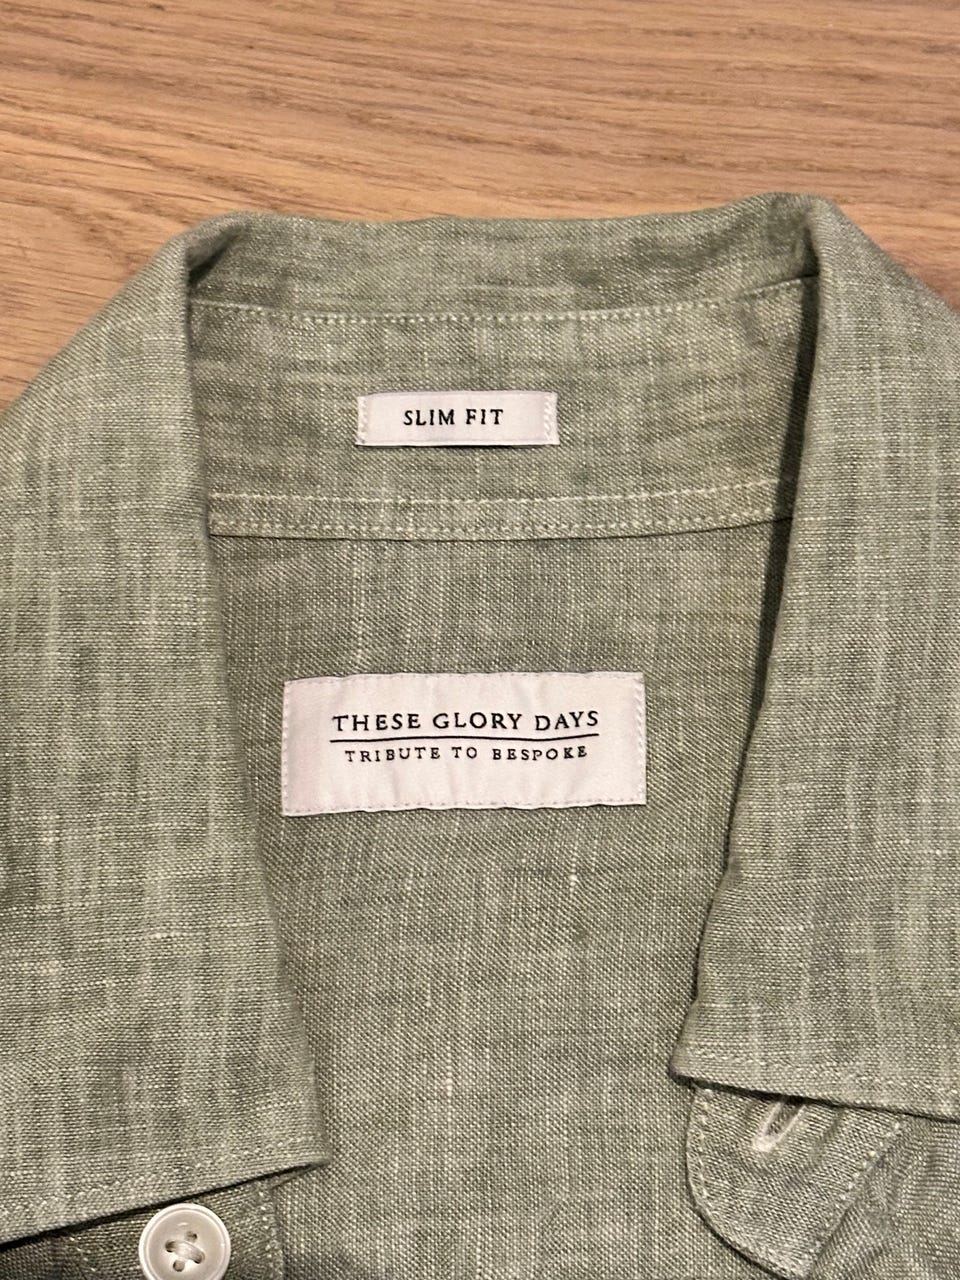 SLIM FIT
THESE GLORY DAYS
TRIBUTE TO BESPOKE